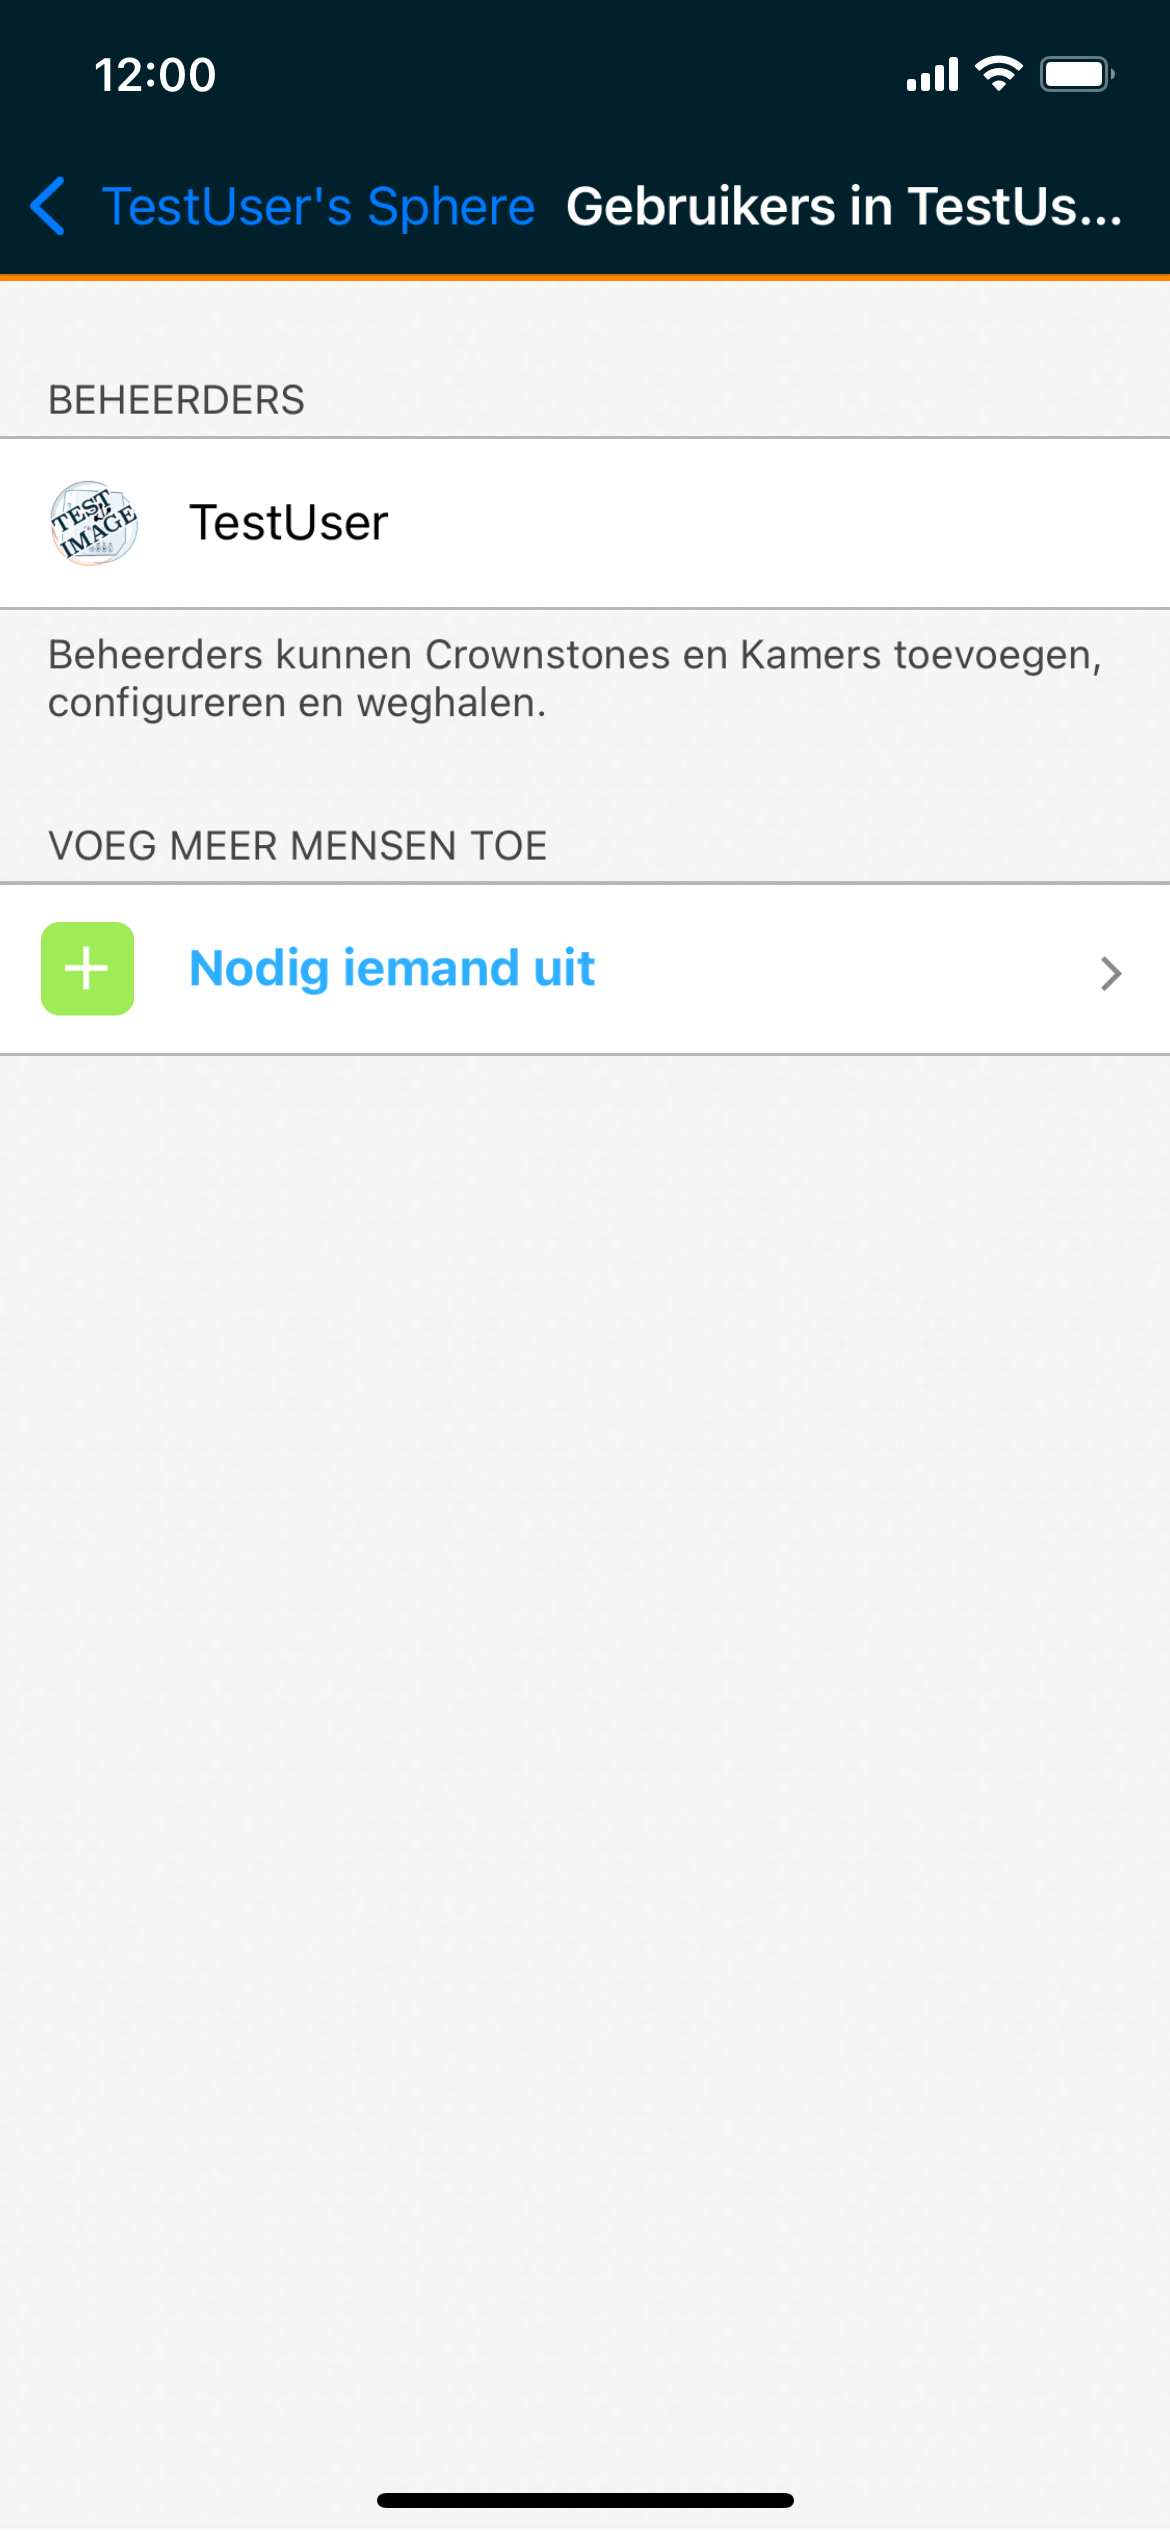 12:00
TestUser's Sphere Gebruikers in TestUs...
BEHEERDERS
TEST IMAGE
TestUser
Beheerders kunnen Crownstones en Kamers toevoegen,
configureren en weghalen.
VOEG MEER MENSEN TOE
Nodig iemand uit